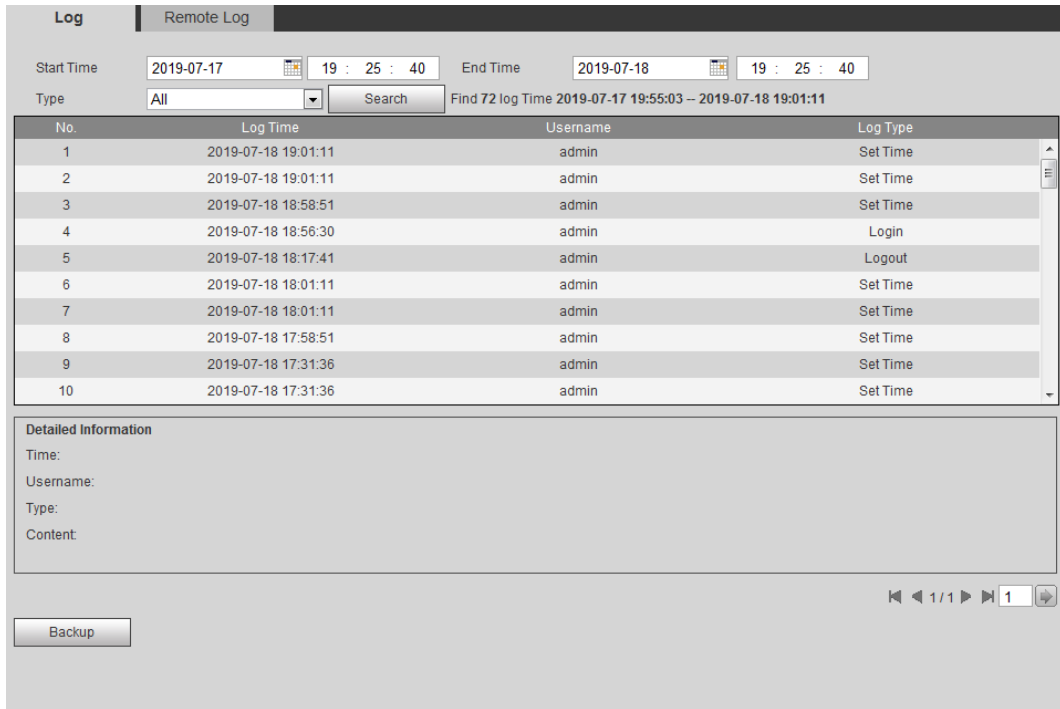 Log Remote Log
Start Time 2019-07-17 19 : 25 : 40 End Time 2019-07-18 19 : 25 : 40
Type All Search Find 72 log Time 2019-07-17 19:55:03 -- 2019-07-18 19:01:11
No. Log Time Username Log Type
1 2019-07-18 19:01:11 admin Set Time
2 2019-07-18 19:01:11 admin Set Time
3 2019-07-18 18:58:51 admin Set Time
4 2019-07-18 18:56:30 admin Login
5 2019-07-18 18:17:41 admin Logout
6 2019-07-18 18:01:11 admin Set Time
7 2019-07-18 18:01:11 admin Set Time
8 2019-07-18 17:58:51 admin Set Time
9 2019-07-18 17:31:36 admin Set Time
10 2019-07-18 17:31:36 admin Set Time
Detailed Information
Time:
Username:
Type:
Content:
1/1 1
Backup